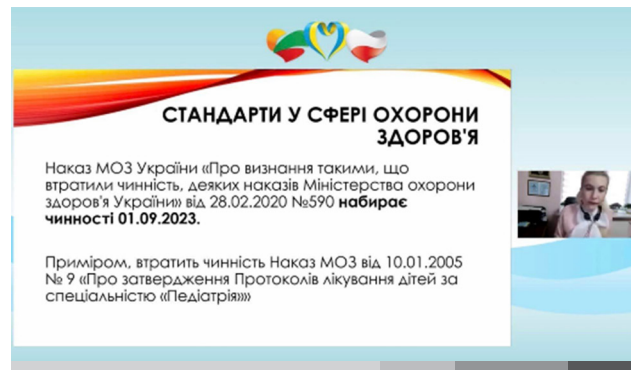 СТАНДАРТИ У СФЕРІ ОХОРОНИ
ЗДОРОВ'Я
Наказ МОЗ України «Про визнання такими, що
втратили чинність, деяких наказів Міністерства охорони
здоров'я України» від 28.02.2020 №590 набирає
чинності 01.09.2023.
Приміром, втратить чинність Наказ МОЗ від 10.01.2005
№ 9 «Про затвердження Протоколів лікування дітей за
спеціальністю «Педіатрія»»